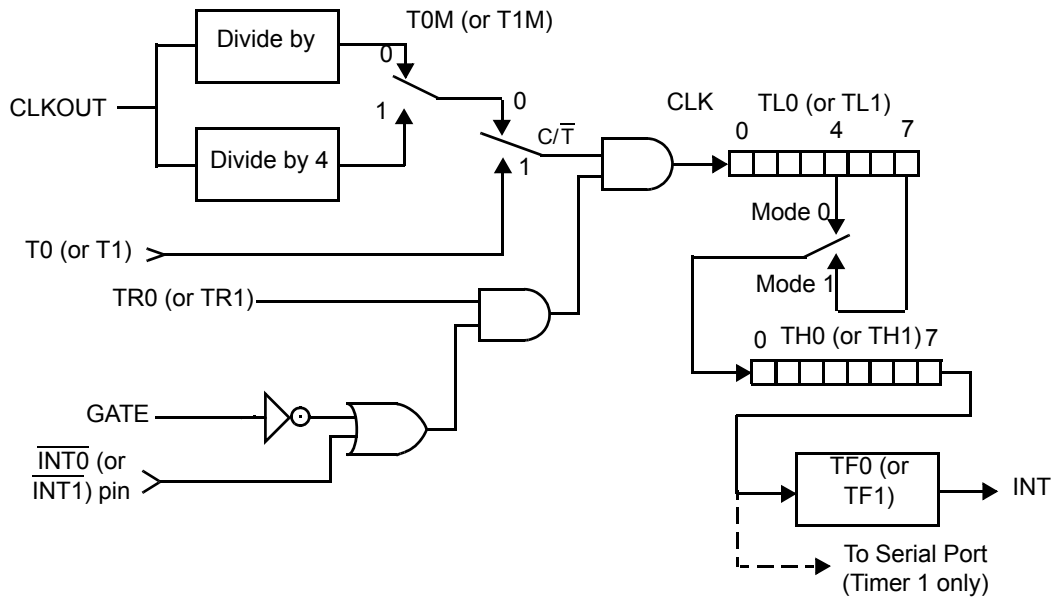 T0M (or T1M)
Divide by
0
CLKOUT
1
Divide by 4
0
C/T̅
1
T0 (or T1)
CLK
TL0 (or TL1)
0 4 7
Mode 0
Mode 1
TR0 (or TR1)
0 TH0 (or TH1) 7
GATE
I̅N̅T̅0̅ (or
I̅N̅T̅1̅) pin
TF0 (or
TF1)
INT
To Serial Port
(Timer 1 only)